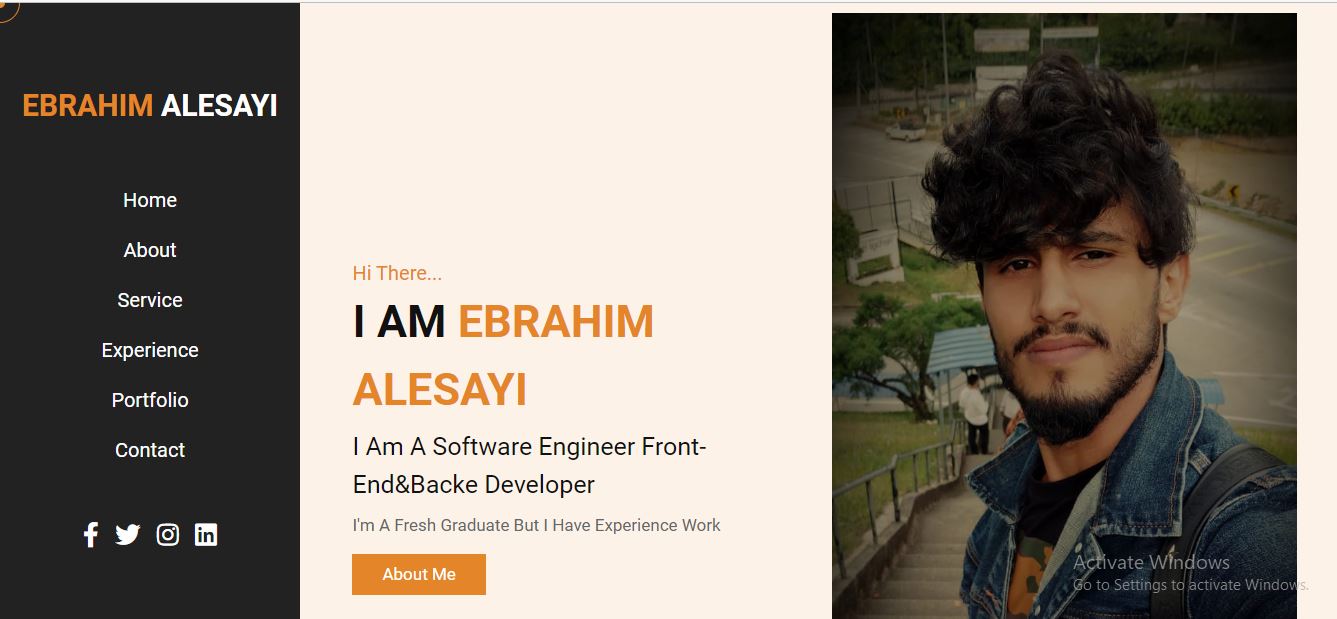 EBRAHIM ALESAYI
Home
About
Service
Experience
Portfolio
Contact
Hi There...
I AM EBRAHIM
ALESAYI
I Am A Software Engineer Front-
End&Backe Developer
I'm A Fresh Graduate But I Have Experience Work
About Me
Activate Windows
Go to Settings to activate Windows.